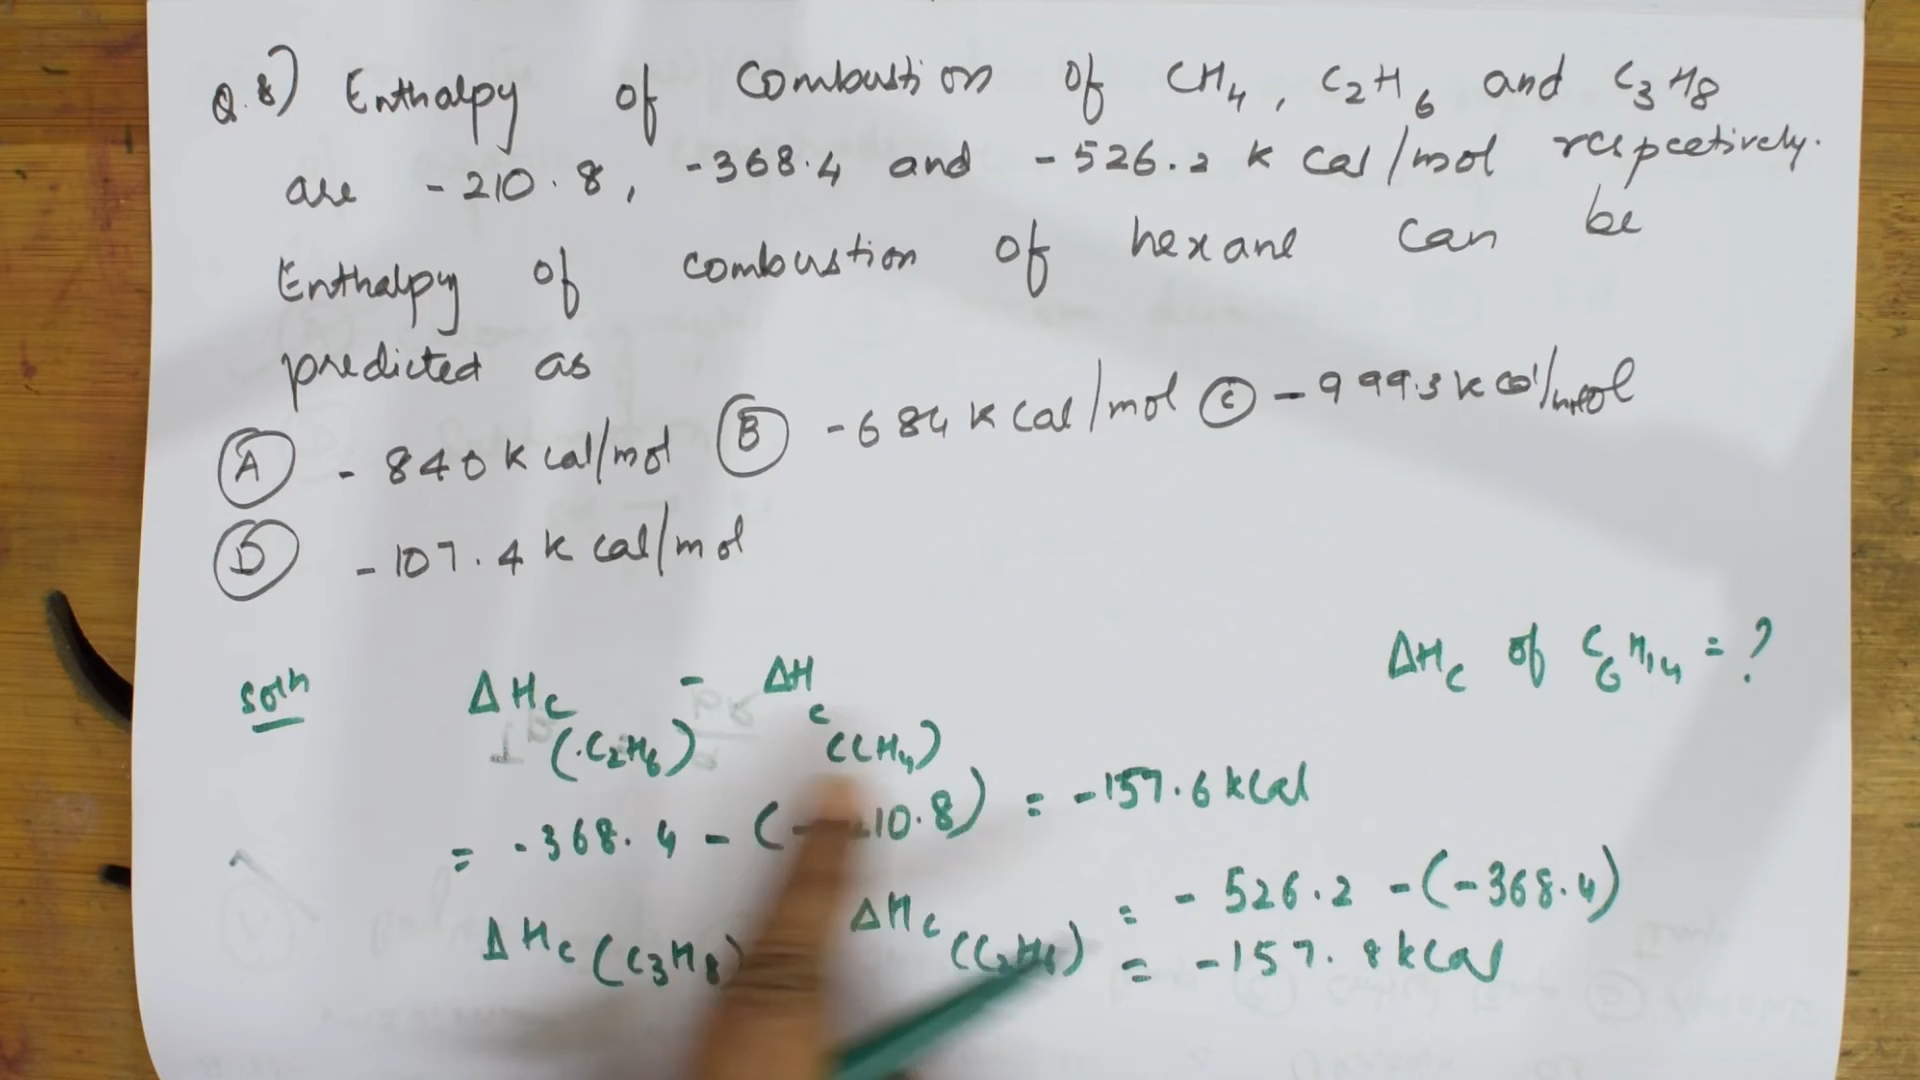 Q.8) Enthalpy of combustion of CH4, C2H6 and C3H8
are -210.8, -368.4 and -526.2 k cal/mol respectively.
Enthalpy of combustion of hexane can be
predicted as
(A) -840 k cal/mol (B) -684 k cal/mol (C) -999.3 k cal/mol
(D) -107.4 k cal/mol
ΔHc of C6H14 = ?
Soln ΔHc (C2H6) - ΔHc (CH4)
= -368.4 - (- 10.8) = -157.6 kcal
ΔHc (C3H8) ΔHc (C2H6) = -526.2 -(-368.4)
= -157.8 kcal